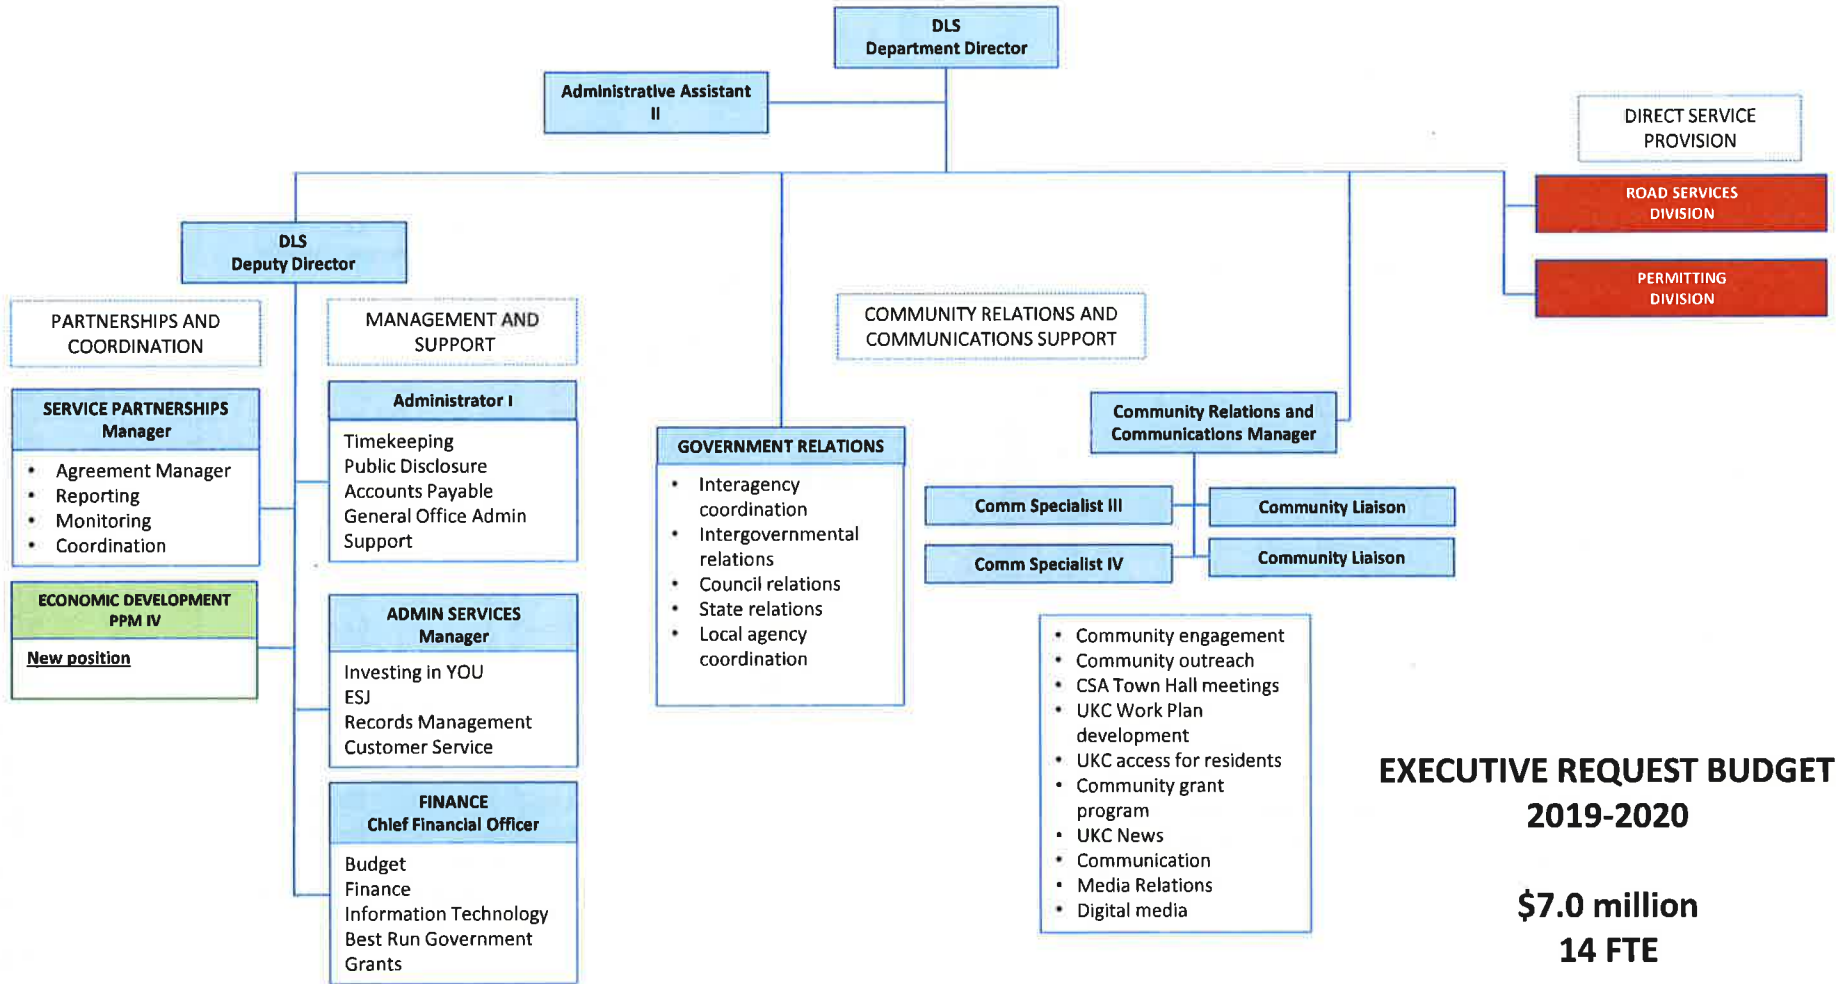 DLS
Department Director
Administrative Assistant
II
DIRECT SERVICE
PROVISION
ROAD SERVICES
DIVISION
PERMITTING
DIVISION
DLS
Deputy Director
PARTNERSHIPS AND
COORDINATION
MANAGEMENT AND
SUPPORT
COMMUNITY RELATIONS AND
COMMUNICATIONS SUPPORT
SERVICE PARTNERSHIPS
Manager
• Agreement Manager
• Reporting
• Monitoring
• Coordination
ECONOMIC DEVELOPMENT
PPM IV
New position
Administrator I
Timekeeping
Public Disclosure
Accounts Payable
General Office Admin
Support
ADMIN SERVICES
Manager
Investing in YOU
ESJ
Records Management
Customer Service
FINANCE
Chief Financial Officer
Budget
Finance
Information Technology
Best Run Government
Grants
GOVERNMENT RELATIONS
• Interagency
coordination
• Intergovernmental
relations
• Council relations
• State relations
• Local agency
coordination
Community Relations and
Communications Manager
Comm Specialist III
Community Liaison
Comm Specialist IV
Community Liaison
• Community engagement
• Community outreach
• CSA Town Hall meetings
• UKC Work Plan
development
• UKC access for residents
• Community grant
program
• UKC News
• Communication
• Media Relations
• Digital media
EXECUTIVE REQUEST BUDGET
2019-2020
$7.0 million
14 FTE